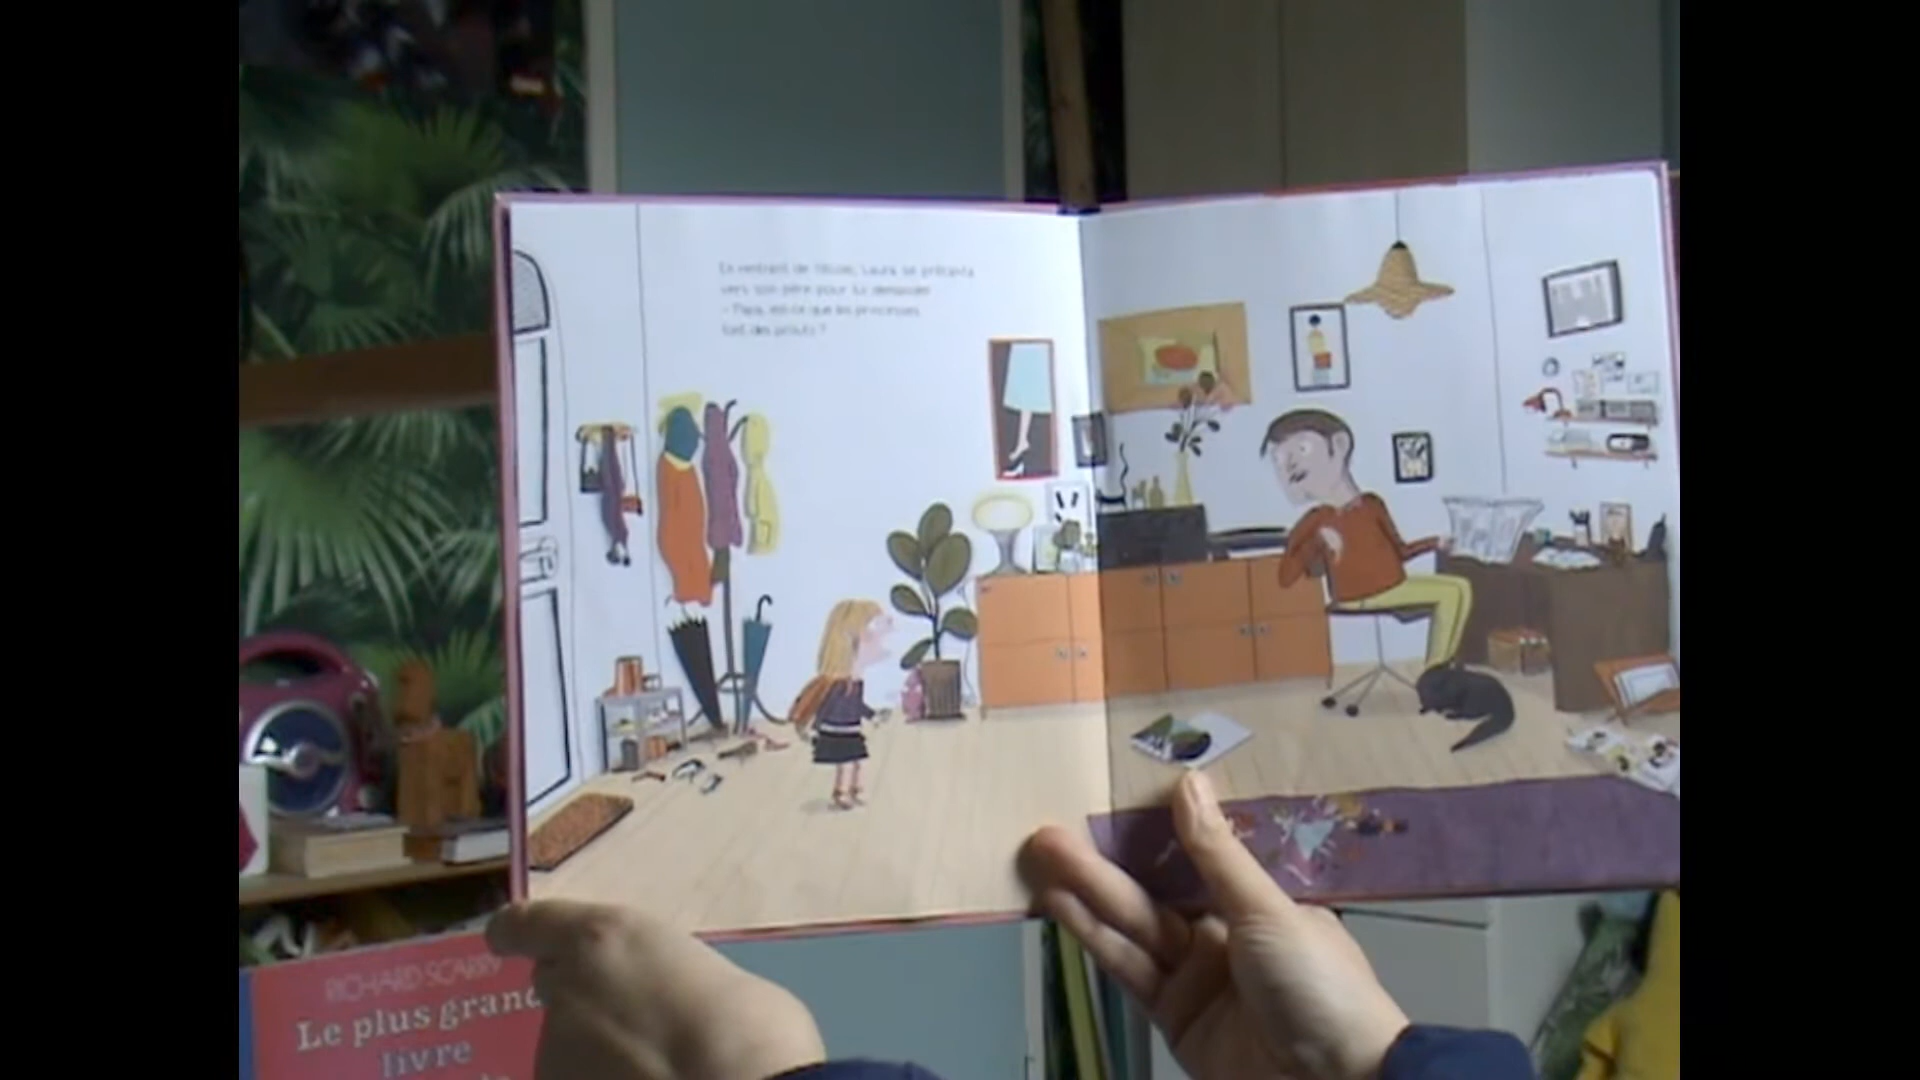 En rentrant de l'école, Laura se précipita
vers son père pour lui demander
- Papa, est-ce que les princesses
font des prouts ?
RICHARD SCARRY
Le plus grand
livre